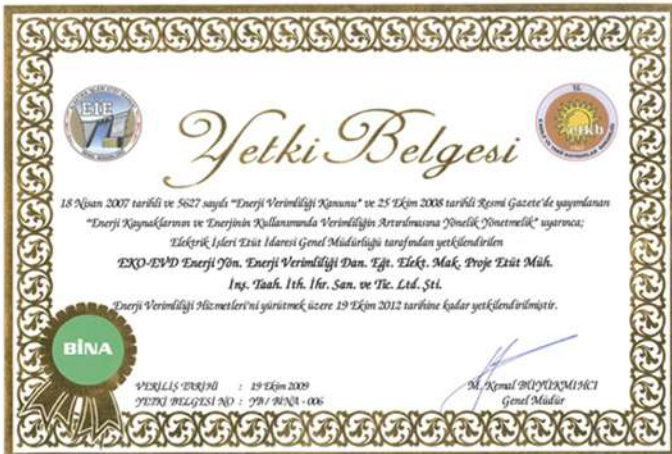 EIE
etkb
Yetki Belgesi
18 Nisan 2007 tarihli ve 5627 sayılı "Enerji Verimliliği Kanunu" ve 25 Ekim 2008 tarihli Resmi Gazete'de yayımlanan
"Enerji Kaynaklarının ve Enerjinin Kullanımında Verimliliğin Artırılmasına Yönelik Yönetmelik" uyarınca;
Elektrik İşleri Etüt İdaresi Genel Müdürlüğü tarafından yetkilendirilen
EKO-EVD Enerji Yön. Enerji Verimliliği Dan. Eğt. Elekt. Mak. Proje Etüt Müh.
İnş. Taah. İth. İhr. San. ve Tic. Ltd. Şti.
Enerji Verimliliği Hizmetleri'ni yürütmek üzere 19 Ekim 2012 tarihine kadar yetkilendirilmiştir.
BİNA
VERİLİŞ TARİHİ : 19 Ekim 2009
YETKİ BELGESİ NO : YB / BİNA - 006
M. Kemal BÜYÜKMIHCI
Genel Müdür